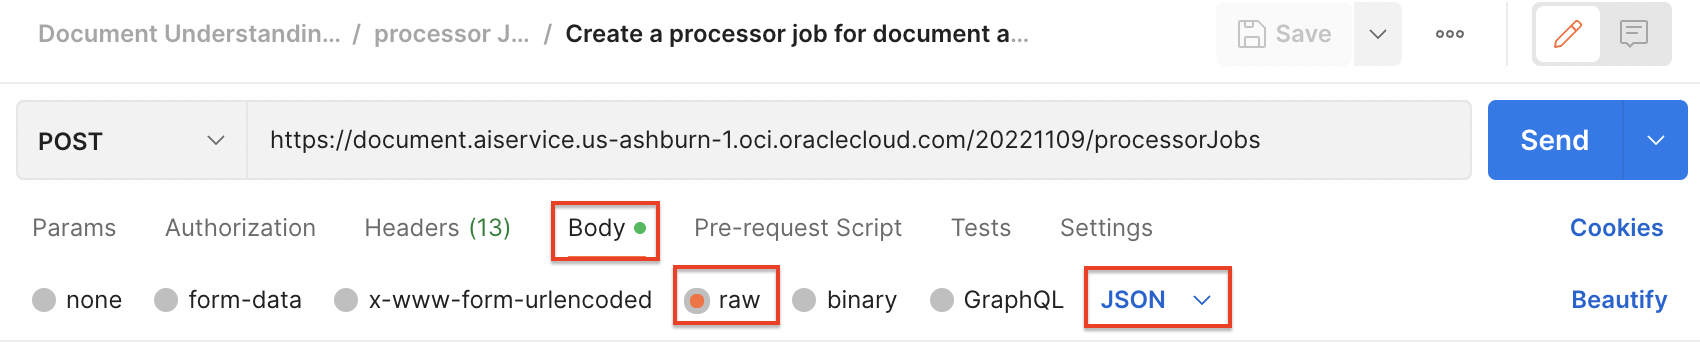 Document Understandin... / processor J... / Create a processor job for document a... Save
POST https://document.aiservice.us-ashburn-1.oci.oraclecloud.com/20221109/processorJobs Send
Params Authorization Headers (13) Body Pre-request Script Tests Settings Cookies
none form-data x-www-form-urlencoded raw binary GraphQL JSON Beautify